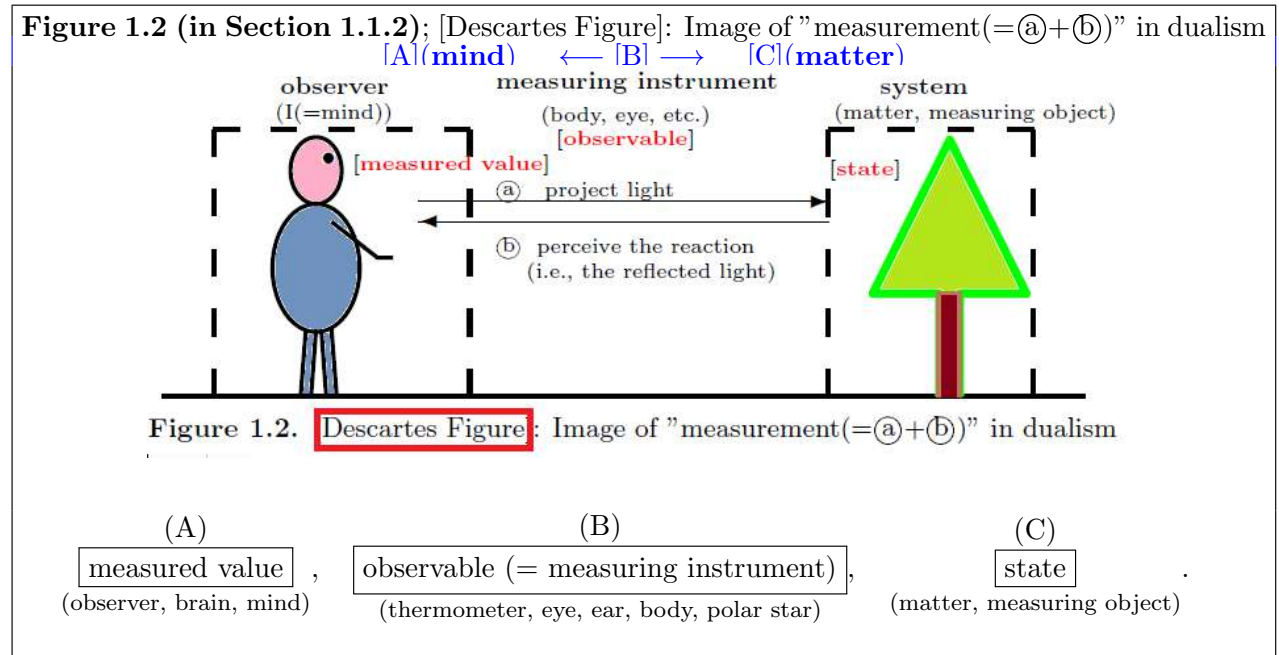 Figure 1.2 (in Section 1.1.2); [Descartes Figure]: Image of ”measurement(=ⓐ+ⓑ)” in dualism
[A](mind) ←− [B] −→ [C](matter)
observer
(I(=mind))
measuring instrument
(body, eye, etc.)
[observable]
system
(matter, measuring object)
[measured value]
[state]
ⓐ project light
ⓑ perceive the reaction
(i.e., the reflected light)
Figure 1.2. [Descartes Figure]: Image of ”measurement(=ⓐ+ⓑ)” in dualism
(A) (B) (C)
measured value , observable (= measuring instrument) , state .
(observer, brain, mind) (thermometer, eye, ear, body, polar star) (matter, measuring object)